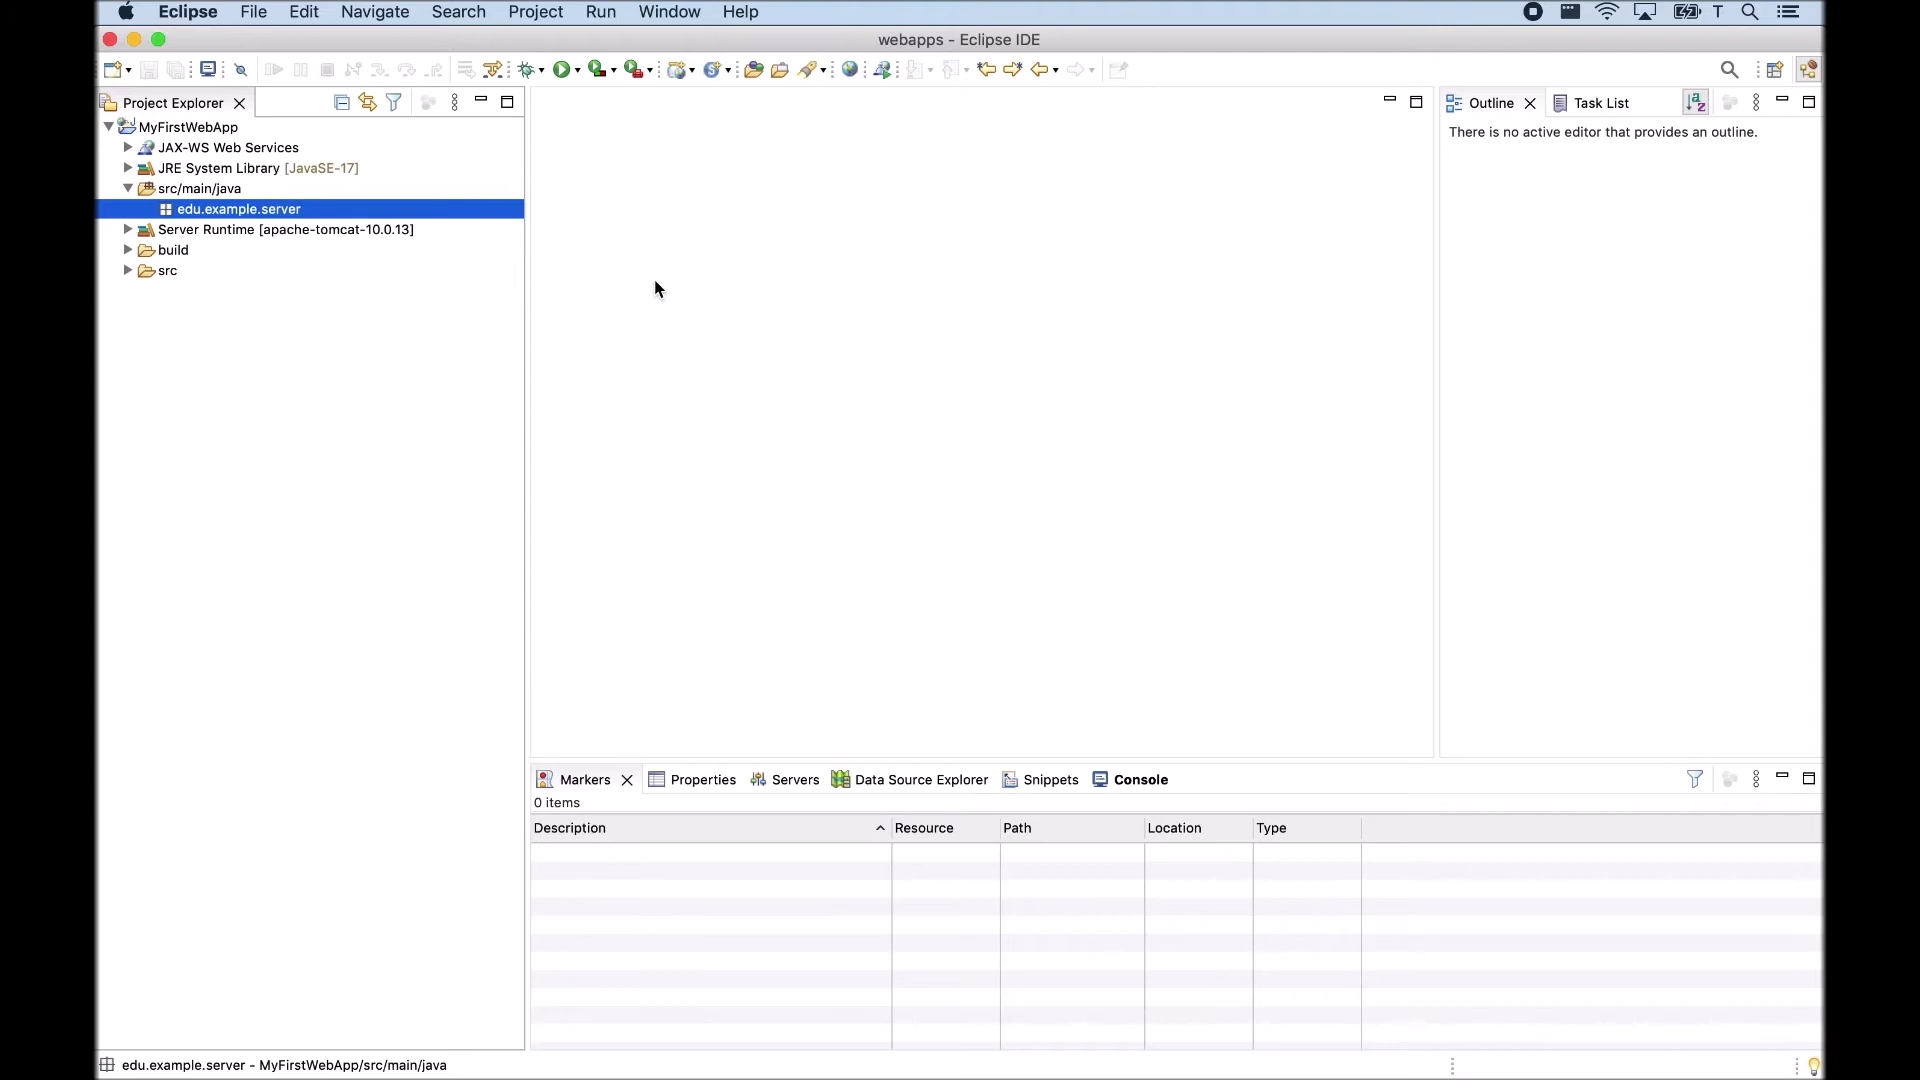 Eclipse File Edit Navigate Search Project Run Window Help T
webapps - Eclipse IDE
Project Explorer
MyFirstWebApp
JAX-WS Web Services
JRE System Library [JavaSE-17]
src/main/java
edu.example.server
Server Runtime [apache-tomcat-10.0.13]
build
src
Outline Task List
There is no active editor that provides an outline.
Markers Properties Servers Data Source Explorer Snippets Console
0 items
Description Resource Path Location Type
edu.example.server - MyFirstWebApp/src/main/java